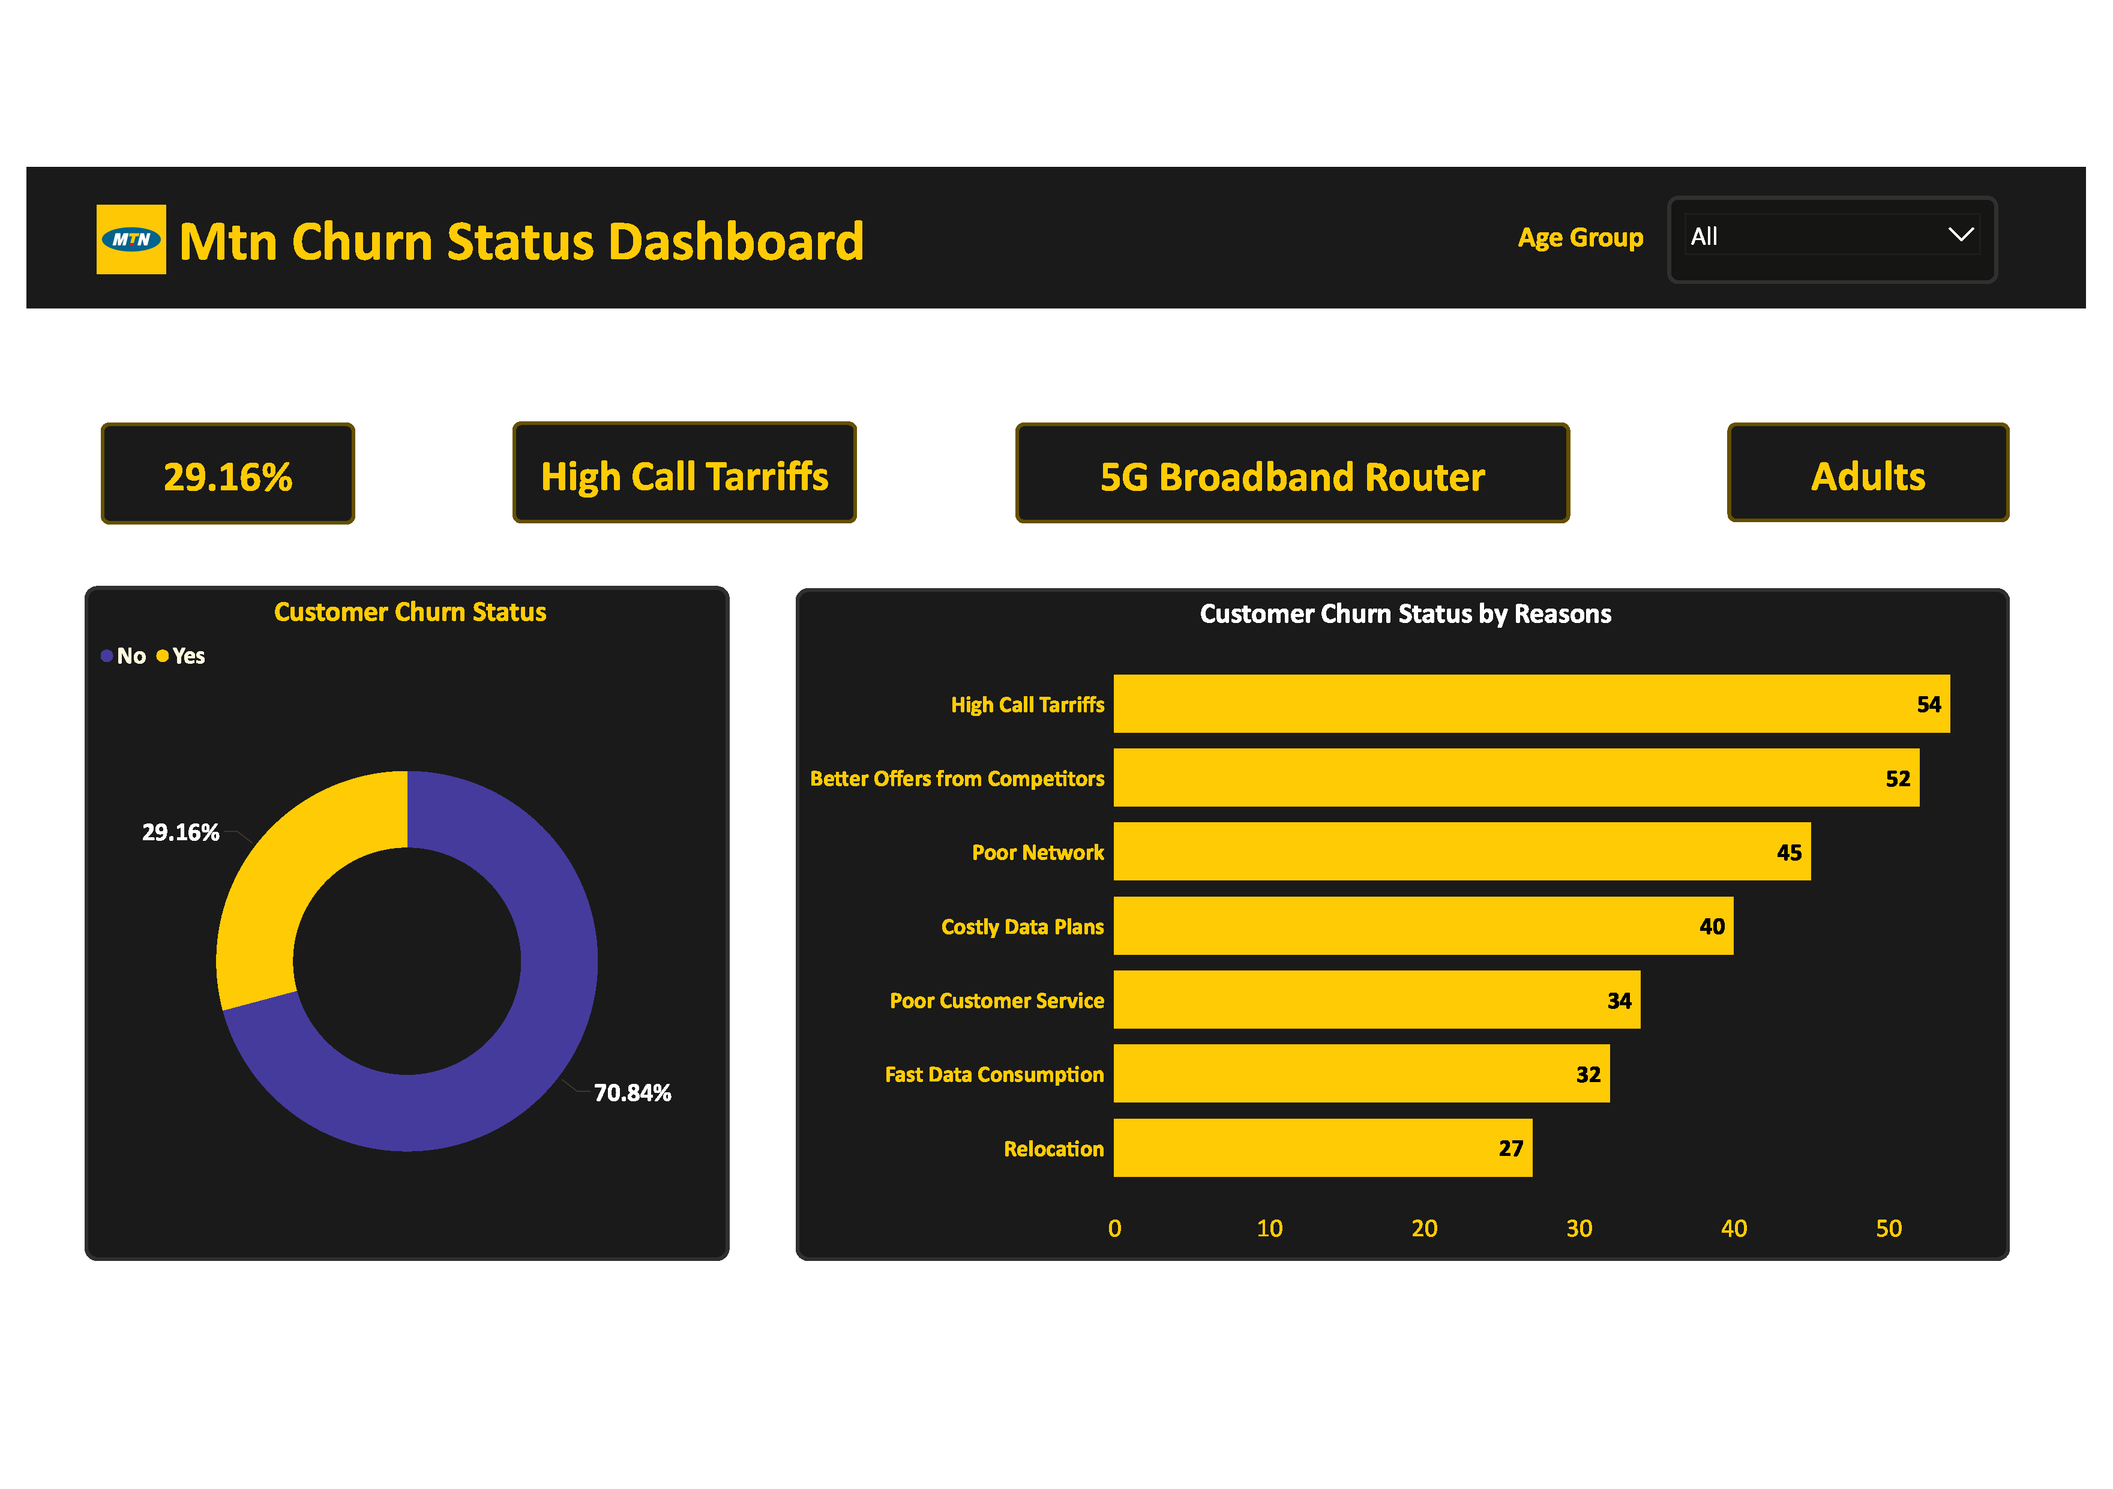 MTN
Mtn Churn Status Dashboard
Age Group
All
29.16%
High Call Tarriffs
5G Broadband Router
Adults
Customer Churn Status
No
Yes
29.16%
70.84%
Customer Churn Status by Reasons
High Call Tarriffs 54
Better Offers from Competitors 52
Poor Network 45
Costly Data Plans 40
Poor Customer Service 34
Fast Data Consumption 32
Relocation 27
0 10 20 30 40 50